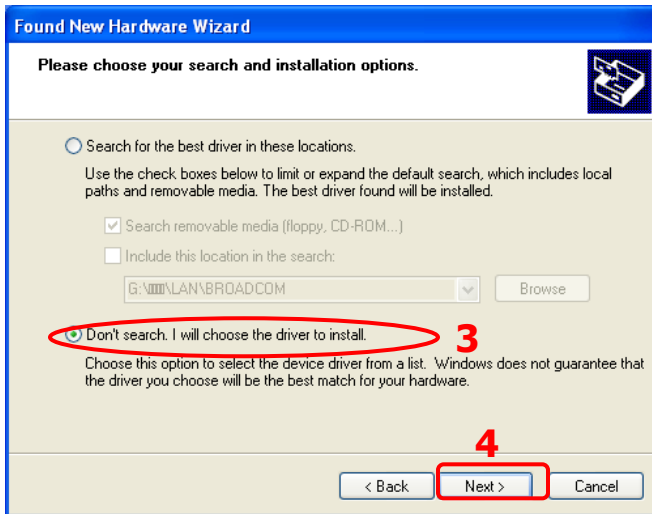 Found New Hardware Wizard
Please choose your search and installation options.
Search for the best driver in these locations.
Use the check boxes below to limit or expand the default search, which includes local
paths and removable media. The best driver found will be installed.
Search removable media (floppy, CD-ROM...)
Include this location in the search:
\LAN\BROADCOM
Browse
Don't search. I will choose the driver to install.
3
Choose this option to select the device driver from a list. Windows does not guarantee that
the driver you choose will be the best match for your hardware.
4
< Back
Next >
Cancel